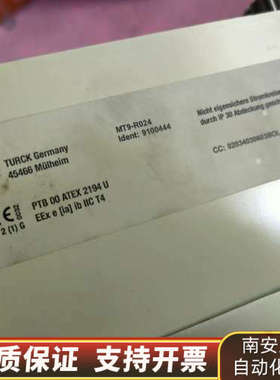 TURCK Germany
45466 Mülheim
MT9-R024
Ident: 9100444
Nicht eigensichere Stromkreise
durch IP 30 Abdeckung
CE
2 (1) G
PTB 00 ATEX 2194 U
EEx e [ia] ib IIC T4
质保证 支持开票
南安
自动化